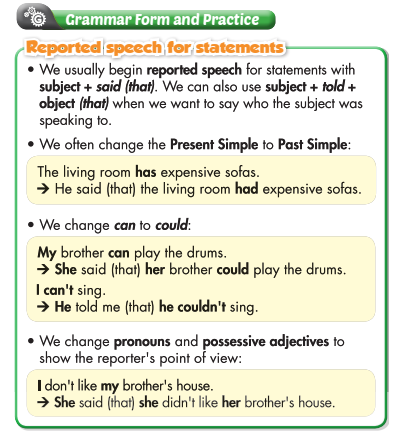 Grammar Form and Practice
Reported speech for statements
• We usually begin reported speech for statements with
subject + said (that). We can also use subject + told +
object (that) when we want to say who the subject was
speaking to.
• We often change the Present Simple to Past Simple:
The living room has expensive sofas.
➔ He said (that) the living room had expensive sofas.
• We change can to could:
My brother can play the drums.
➔ She said (that) her brother could play the drums.
I can't sing.
➔ He told me (that) he couldn't sing.
• We change pronouns and possessive adjectives to
show the reporter's point of view:
I don't like my brother's house.
➔ She said (that) she didn't like her brother's house.